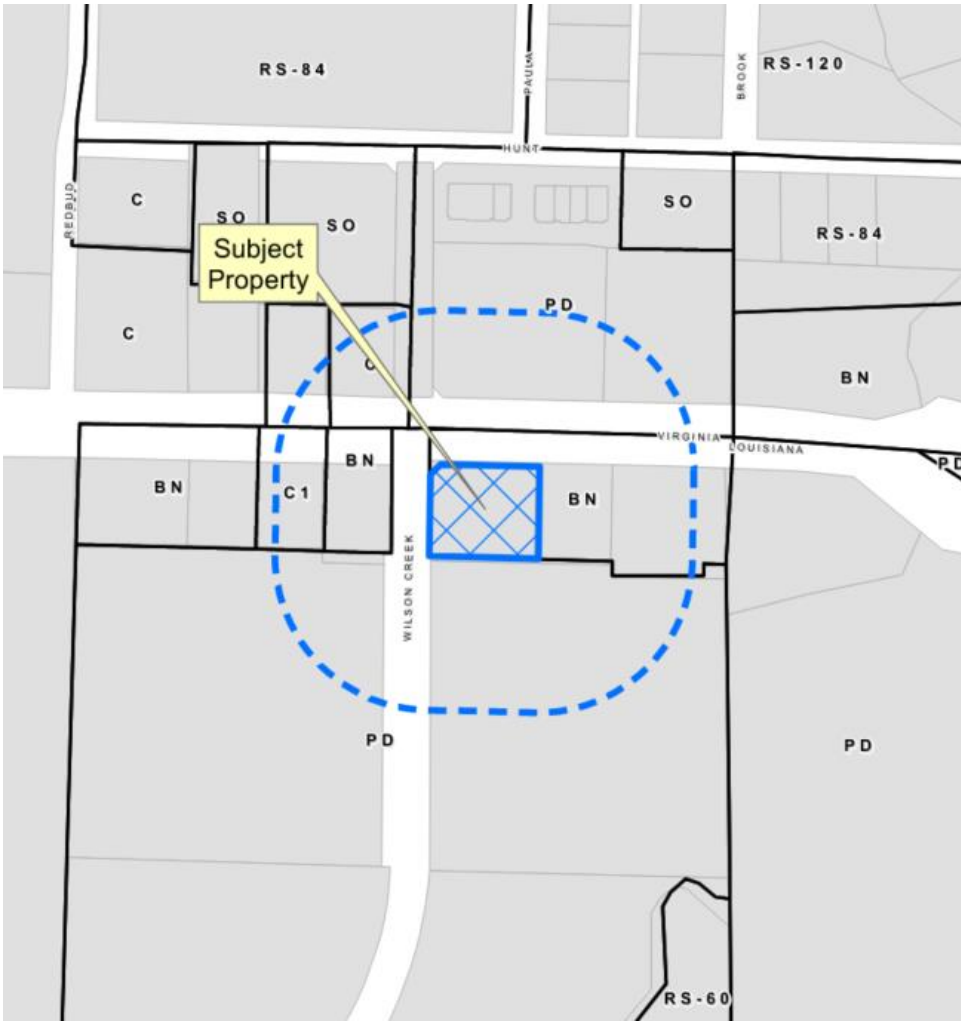 RS-84
PAULA
BROOK
RS-120
HUNT
REDBUD
C
SO
SO
SO
RS-84
Subject
Property
PD
C
C
BN
VIRGINIA
LOUISIANA
PD
BN
C1
BN
BN
WILSON CREEK
PD
PD
RS-60